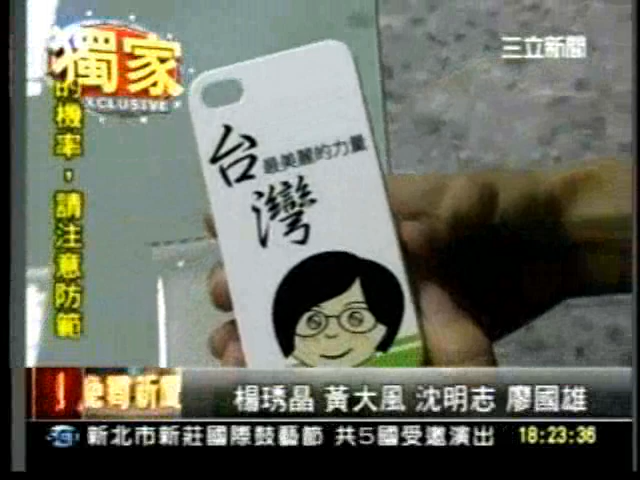 獨家
EXCLUSIVE
三立新聞
的機率，請注意防範
台灣
最美麗的力量
楊琇晶 黃大風 沈明志 廖國雄
新北市新莊國際鼓藝節 共5國受邀演出 18:23:36